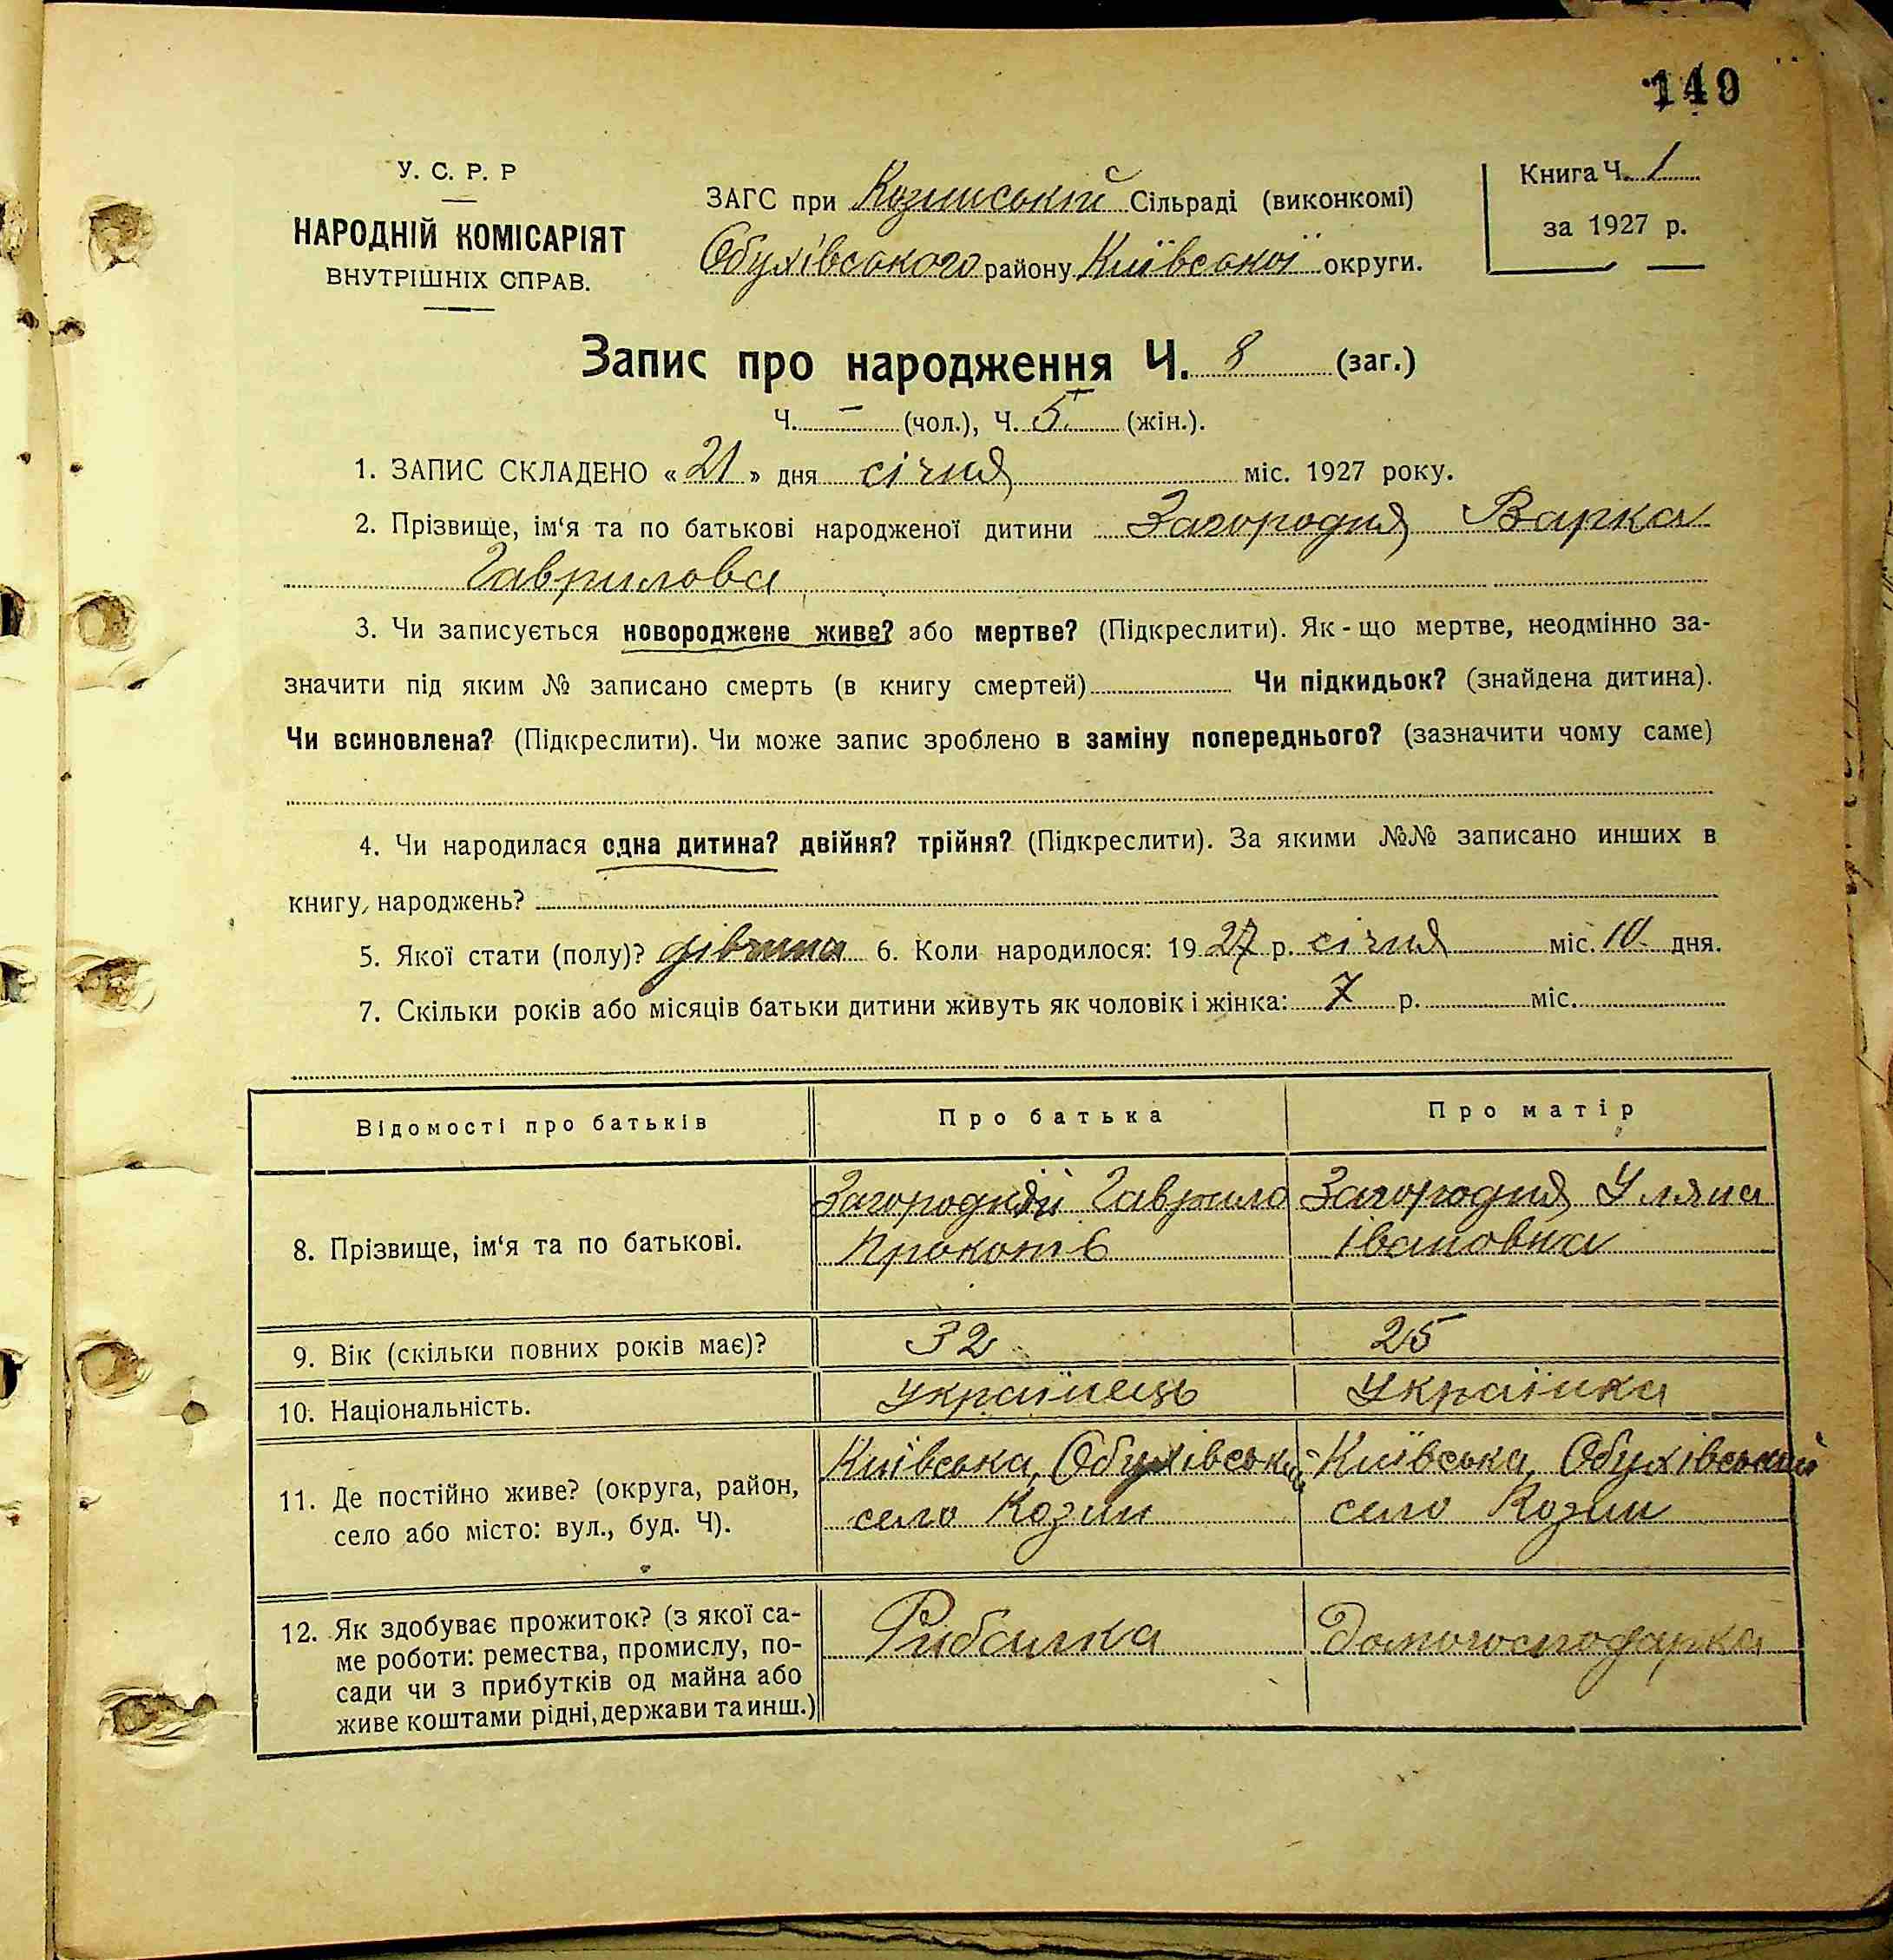 149
У. С. Р. Р
НАРОДНІЙ КОМІСАРІЯТ
ВНУТРІШНІХ СПРАВ.
ЗАГС при Козинській Сільраді (виконкомі)
Обухівського району Київської округи.
Книга Ч. 1
за 1927 р.
Запис про народження Ч. 8 (заг.)
Ч. – (чол.), Ч. 5 (жін.).
1. ЗАПИС СКЛАДЕНО «21» дня січня міс. 1927 року.
2. Прізвище, ім‘я та по батькові народженої дитини Загородня Варка
Гаврилова
3. Чи записується новороджене живе? або мертве? (Підкреслити). Як-що мертве, неодмінно за-
значити під яким № записано смерть (в книгу смертей) Чи підкидьок? (знайдена дитина).
Чи всиновлена? (Підкреслити). Чи може запис зроблено в заміну попереднього? (зазначити чому саме)
4. Чи народилася одна дитина? двійня? трійня? (Підкреслити). За якими №№ записано инших в
книгу народжень?
5. Якої стати (полу)? дівчина 6. Коли народилося: 1927 р. січня міс. 10 дня.
7. Скільки років або місяців батьки дитини живуть як чоловік і жінка: 7 р. міс.
Відомості про батьків Про батька Про матір
8. Прізвище, ім‘я та по батькові. Загородній Гаврило Загородня Уляна
Прокопів Івановна
9. Вік (скільки повних років має)? 32 25
10. Національність. Українець Українка
11. Де постійно живе? (округа, район, Київська, Обухівський Київська, Обухівський
село або місто: вул., буд. Ч). село Козин село Козин
12. Як здобуває прожиток? (з якої са- Рибалка Домогосподарка
ме роботи: ремества, промислу, по-
сади чи з прибутків од майна або
живе коштами рідні, держави та инш.)